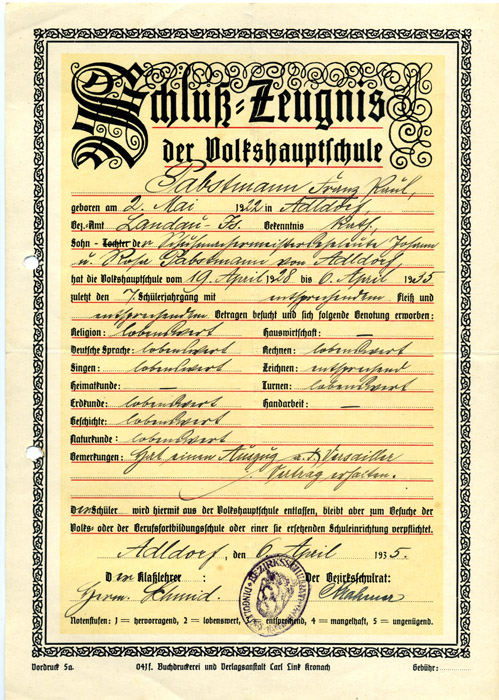 Schluß-Zeugnis
der Volkshauptschule
Pabstmann Franz Paul,
geboren am 2. Mai 1922 in Adldorf,
Bez.-Amt Landau-Is. Bekenntnis Kath.
Sohn - Tochter der Johann
u. Rosa Pabstmann von Adldorf,
hat die Volkshauptschule vom 19. April 1928 bis 6. April 1935
zuletzt den 7. Schülerjahrgang mit entsprechendem Fleiß und
entsprechendem Betragen besucht und sich folgende Benotung erworben:
Religion: lobenswert Hauswirtschaft: —
Deutsche Sprache: lobenswert Rechnen: lobenswert
Singen: lobenswert Zeichnen: entsprechend
Heimatkunde: — Turnen: lobenswert
Erdkunde: lobenswert Handarbeit: —
Geschichte: lobenswert
Naturkunde: lobenswert
Bemerkungen: Hat einen Auszug a. d. Versailler
Vertrag erhalten.
Der Schüler wird hiermit aus der Volkshauptschule entlassen, bleibt aber zum Besuche der
Volks- oder der Berufsfortbildungsschule oder einer sie ersetzenden Schuleinrichtung verpflichtet.
Adldorf, den 6. April 1935.
Der Klaßlehrer: Der Bezirksschulrat:
Herm. Schmid.
Notenstufen: 1 = hervorragend, 2 = lobenswert, 3 = entsprechend, 4 = mangelhaft, 5 = ungenügend.
Vordruck 5a. 04lf. Buchdruckerei und Verlagsanstalt Carl Link Kronach Gebühr: